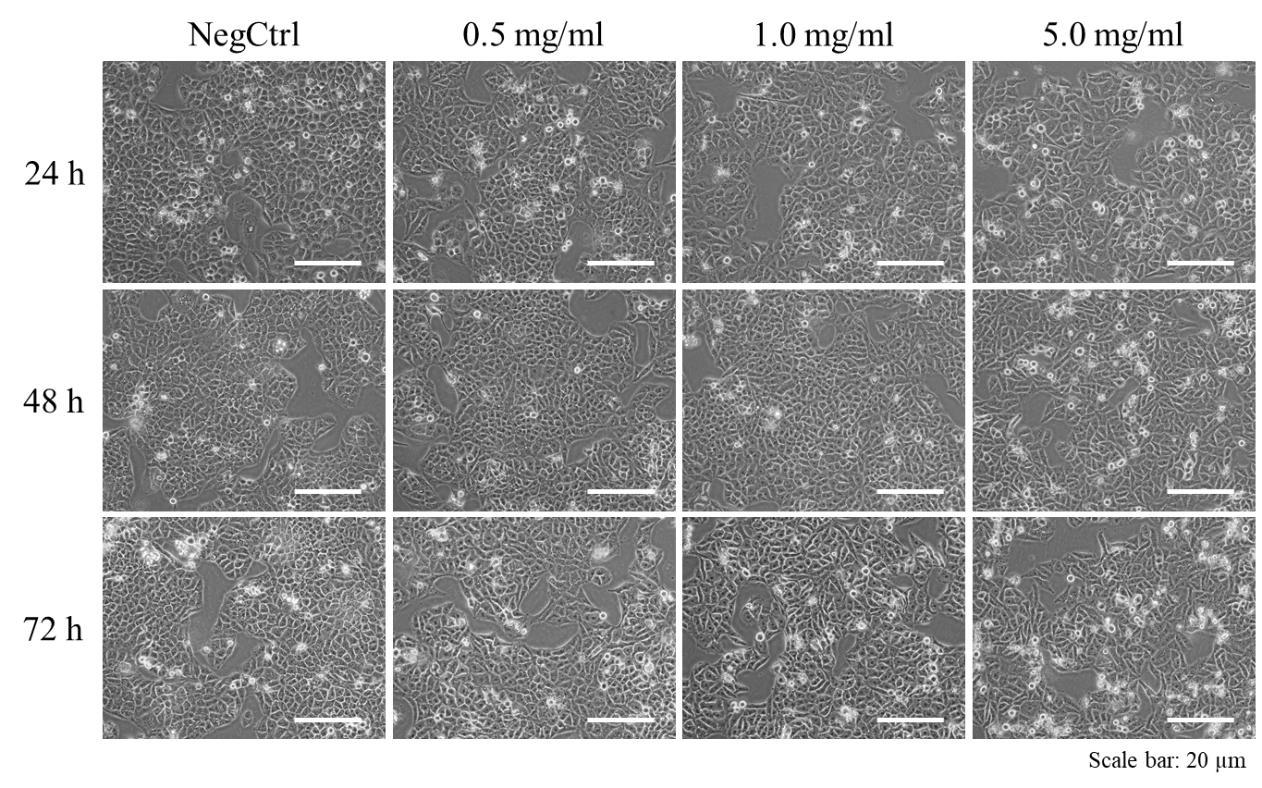 NegCtrl 0.5 mg/ml 1.0 mg/ml 5.0 mg/ml
24 h
48 h
72 h
Scale bar: 20 μm